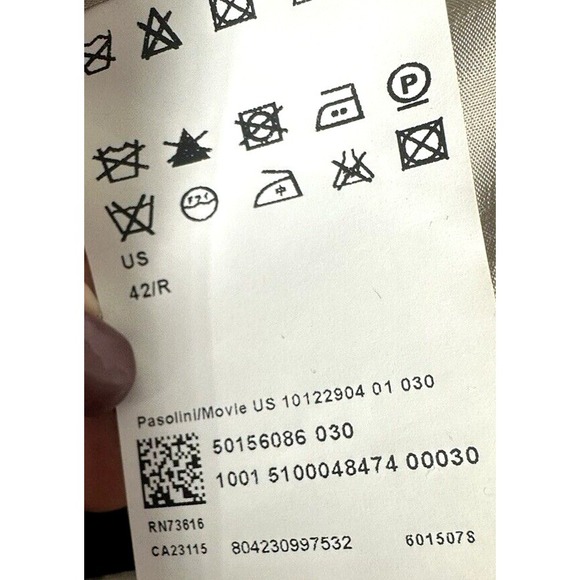 P
US
42/R
Pasolini/Movie US 10122904 01 030
50156086 030
1001 5100048474 00030
RN73616
CA23115 804230997532 601507S